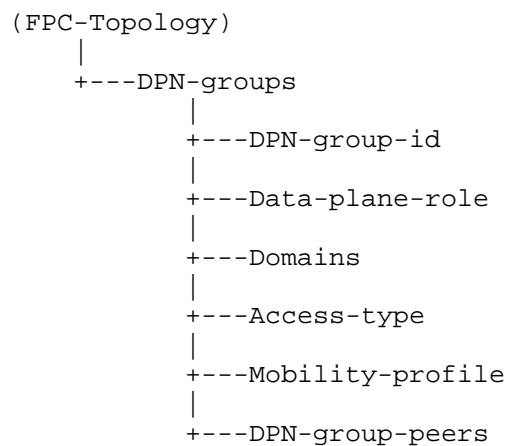 (FPC-Topology)
|
+---DPN-groups
|
+---DPN-group-id
|
+---Data-plane-role
|
+---Domains
|
+---Access-type
|
+---Mobility-profile
|
+---DPN-group-peers